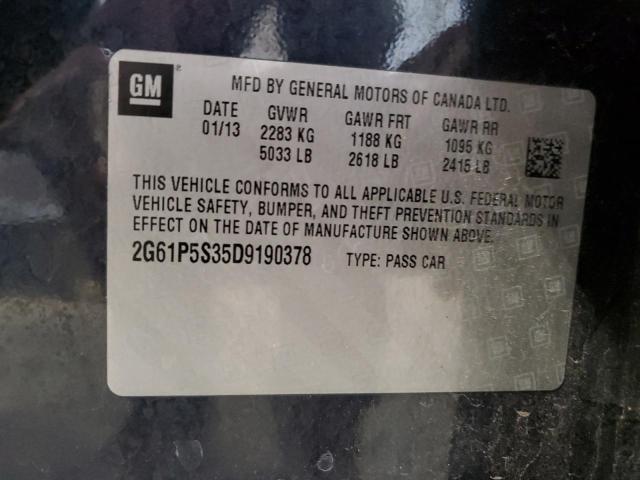 GM
MFD BY GENERAL MOTORS OF CANADA LTD.
DATE GVWR GAWR FRT GAWR RR
01/13 2283 KG 1188 KG 1095 KG
5033 LB 2618 LB 2415 LB
THIS VEHICLE CONFORMS TO ALL APPLICABLE U.S. FEDERAL MOTOR
VEHICLE SAFETY, BUMPER, AND THEFT PREVENTION STANDARDS IN
EFFECT ON THE DATE OF MANUFACTURE SHOWN ABOVE.
2G61P5S35D9190378 TYPE: PASS CAR